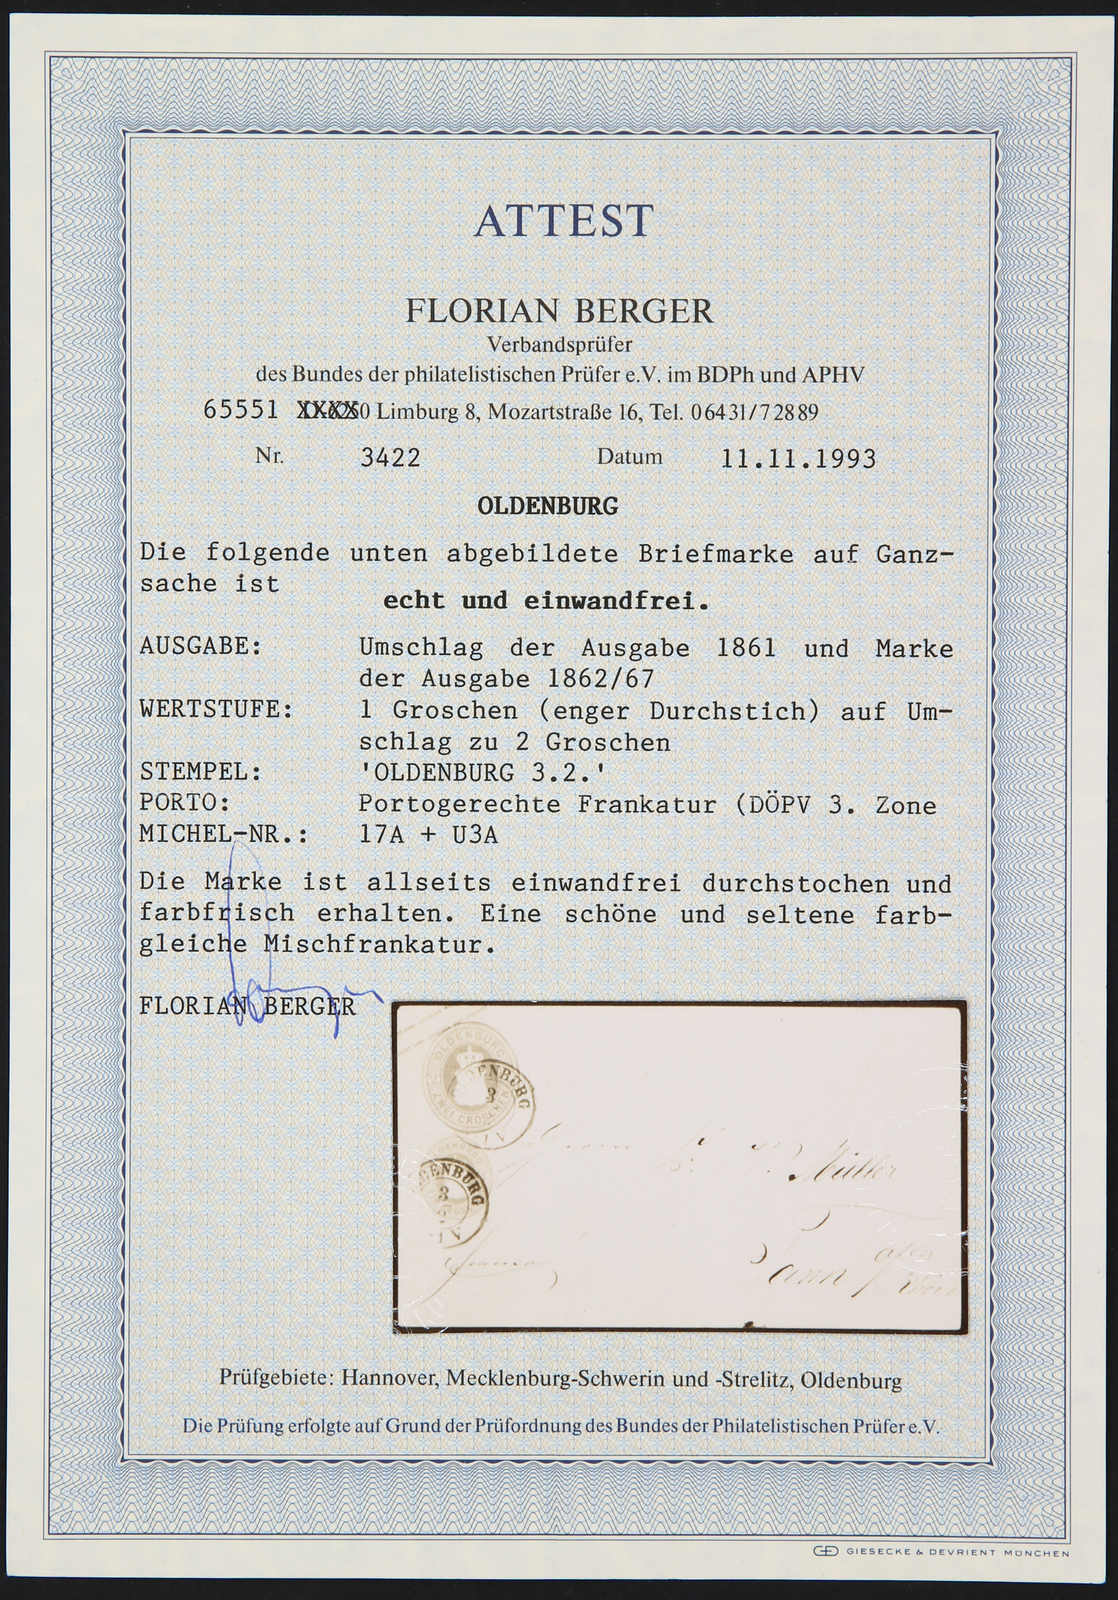 ATTEST
FLORIAN BERGER
Verbandsprüfer
des Bundes der philatelistischen Prüfer e.V. im BDPh und APHV
65551 XXXX0 Limburg 8, Mozartstraße 16, Tel. 06431/72889
Nr. 3422 Datum 11.11.1993
OLDENBURG
Die folgende unten abgebildete Briefmarke auf Ganz-
sache ist
echt und einwandfrei.
AUSGABE: Umschlag der Ausgabe 1861 und Marke
der Ausgabe 1862/67
WERTSTUFE: 1 Groschen (enger Durchstich) auf Um-
schlag zu 2 Groschen
STEMPEL: 'OLDENBURG 3.2.'
PORTO: Portogerechte Frankatur (DÖPV 3. Zone
MICHEL-NR.: 17A + U3A
Die Marke ist allseits einwandfrei durchstochen und
farbfrisch erhalten. Eine schöne und seltene farb-
gleiche Mischfrankatur.
FLORIAN BERGER
OLDENBURG
Müller
Prüfgebiete: Hannover, Mecklenburg-Schwerin und -Strelitz, Oldenburg
Die Prüfung erfolgte auf Grund der Prüfordnung des Bundes der Philatelistischen Prüfer e.V.
GIESECKE & DEVRIENT MÜNCHEN